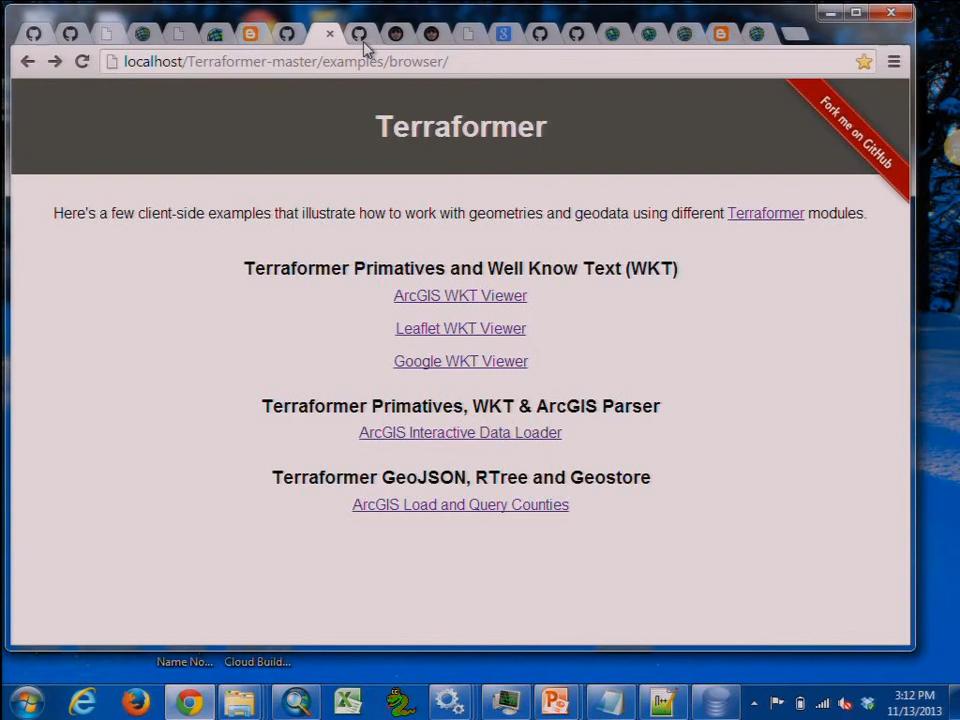 localhost/Terraformer-master/examples/browser/
Terraformer
Fork me on GitHub
Here's a few client-side examples that illustrate how to work with geometries and geodata using different Terraformer modules.
Terraformer Primatives and Well Know Text (WKT)
ArcGIS WKT Viewer
Leaflet WKT Viewer
Google WKT Viewer
Terraformer Primatives, WKT & ArcGIS Parser
ArcGIS Interactive Data Loader
Terraformer GeoJSON, RTree and Geostore
ArcGIS Load and Query Counties
Name No... Cloud Build...
3:12 PM
11/13/2013